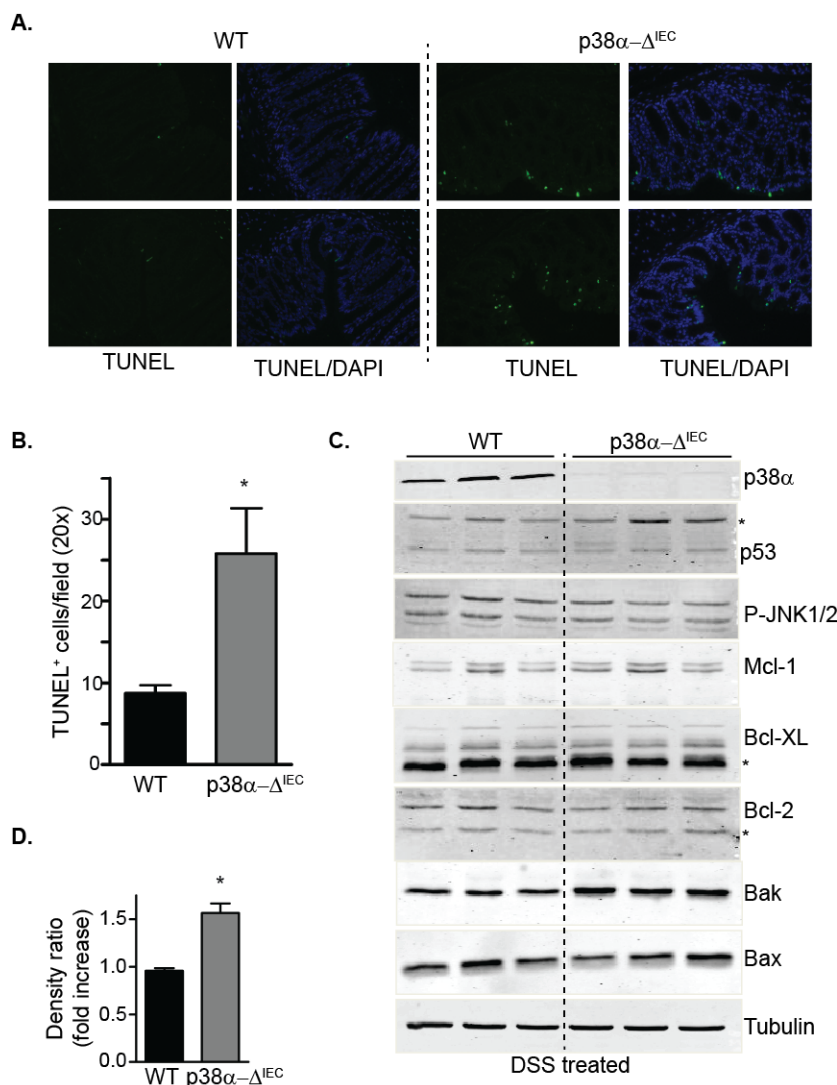 A.
WT
p38α–Δ^IEC
TUNEL
TUNEL/DAPI
TUNEL
TUNEL/DAPI
B.
TUNEL⁺ cells/field (20x)
30
20
10
0
*
WT
p38α–Δ^IEC
C.
WT
p38α–Δ^IEC
p38α
*
p53
P-JNK1/2
Mcl-1
Bcl-XL
*
Bcl-2
*
Bak
Bax
Tubulin
DSS treated
D.
Density ratio
(fold increase)
1.5
1.0
0.5
0.0
*
WT
p38α–Δ^IEC